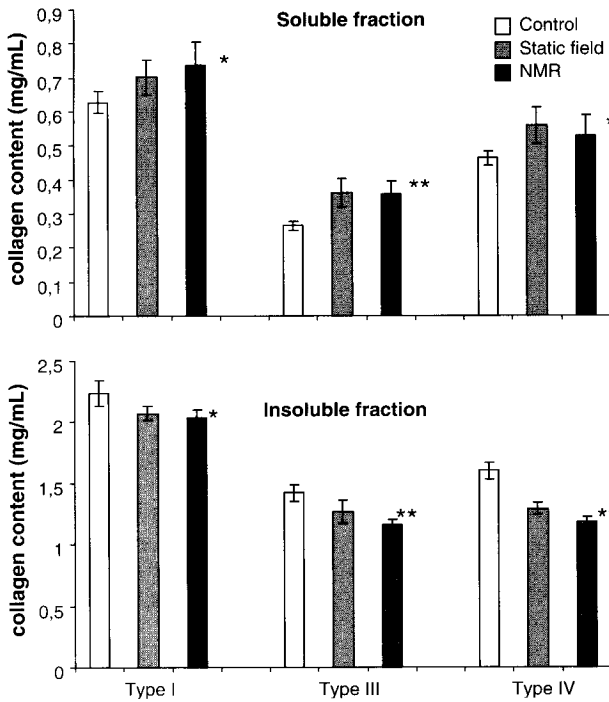 Soluble fraction
Control
Static field
NMR
collagen content (mg/mL)
0,9
0,8
0,7
0,6
0,5
0,4
0,3
0,2
0,1
0
*
**
*
Insoluble fraction
collagen content (mg/mL)
2,5
2
1,5
1
0,5
0
*
**
*
Type I
Type III
Type IV